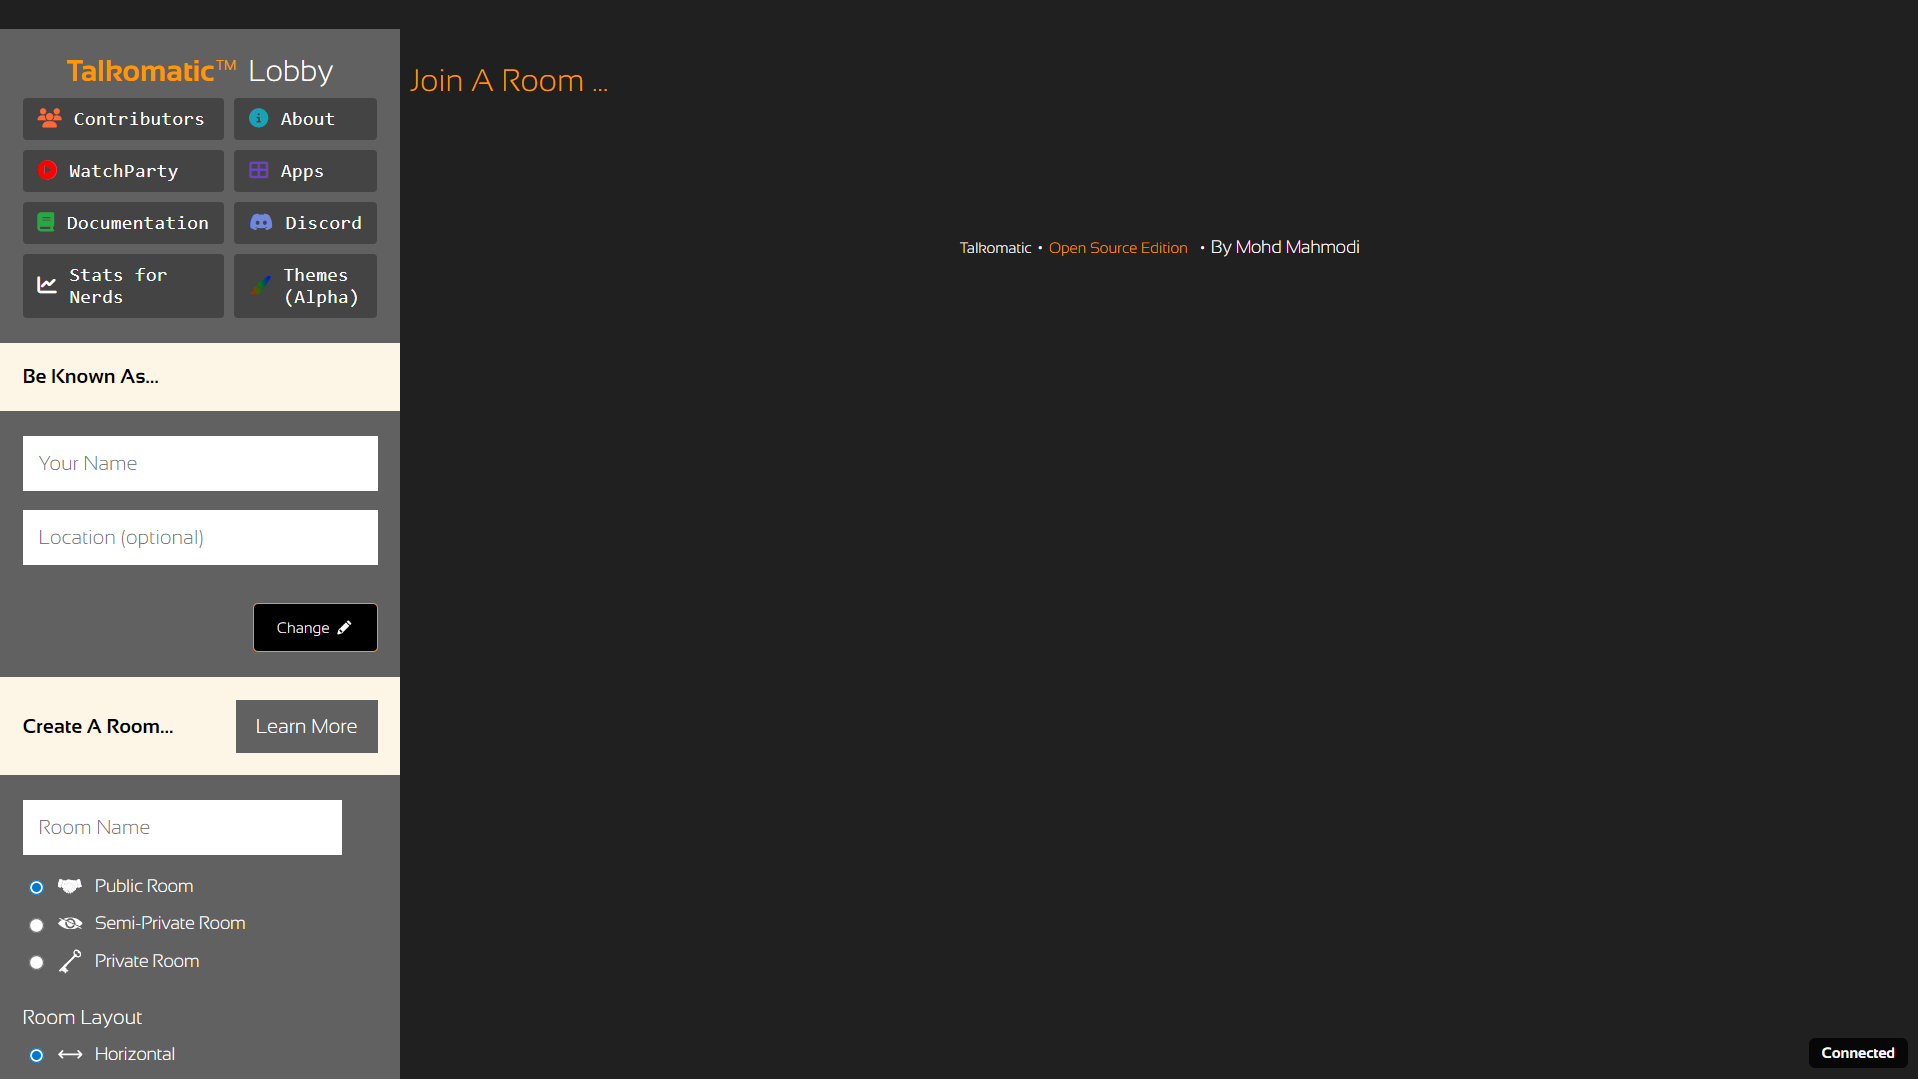 Talkomatic™ Lobby
Contributors
About
WatchParty
Apps
Documentation
Discord
Stats for
Nerds
Themes
(Alpha)
Be Known As...
Your Name
Location (optional)
Change
Create A Room...
Learn More
Room Name
Public Room
Semi-Private Room
Private Room
Room Layout
Horizontal
Join A Room ...
Talkomatic • Open Source Edition • By Mohd Mahmodi
Connected